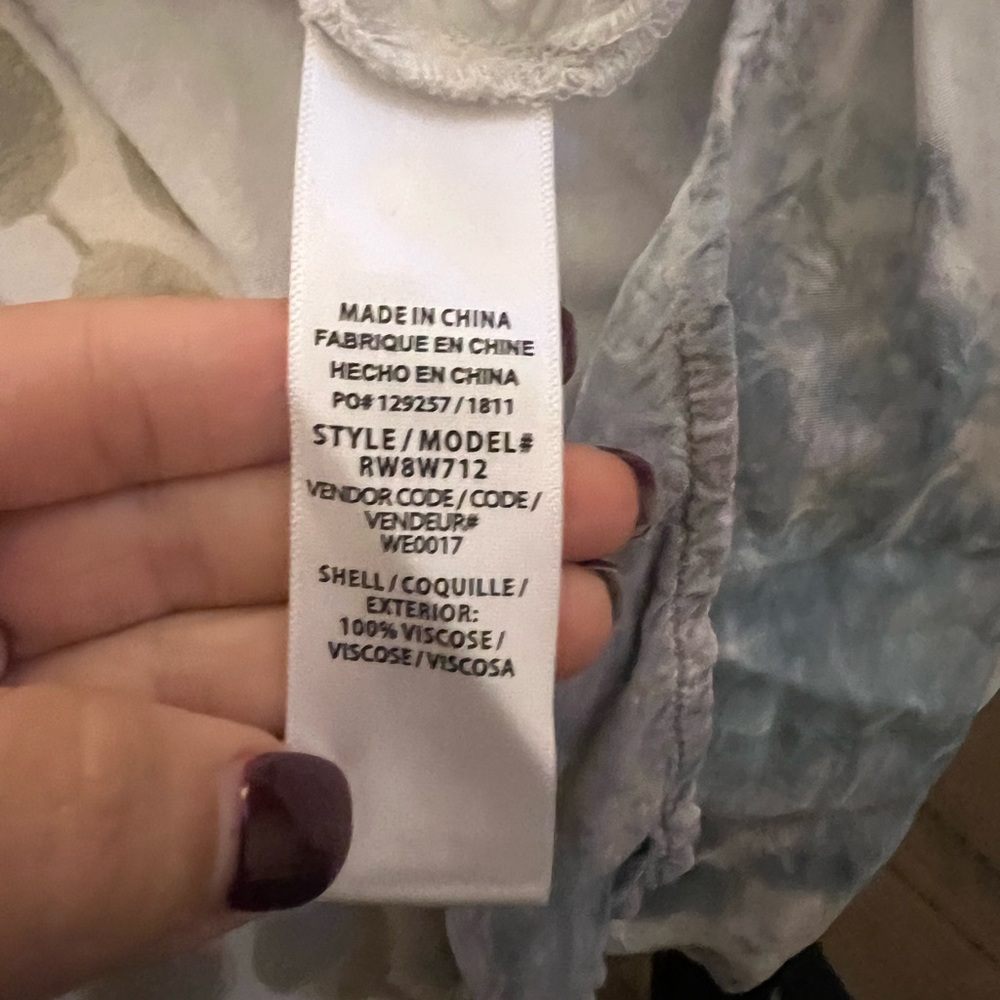 MADE IN CHINA
FABRIQUE EN CHINE
HECHO EN CHINA
PO# 129257 / 1811
STYLE / MODEL#
RW8W712
VENDOR CODE / CODE /
VENDEUR#
WE0017
SHELL / COQUILLE /
EXTERIOR:
100% VISCOSE /
VISCOSE / VISCOSA